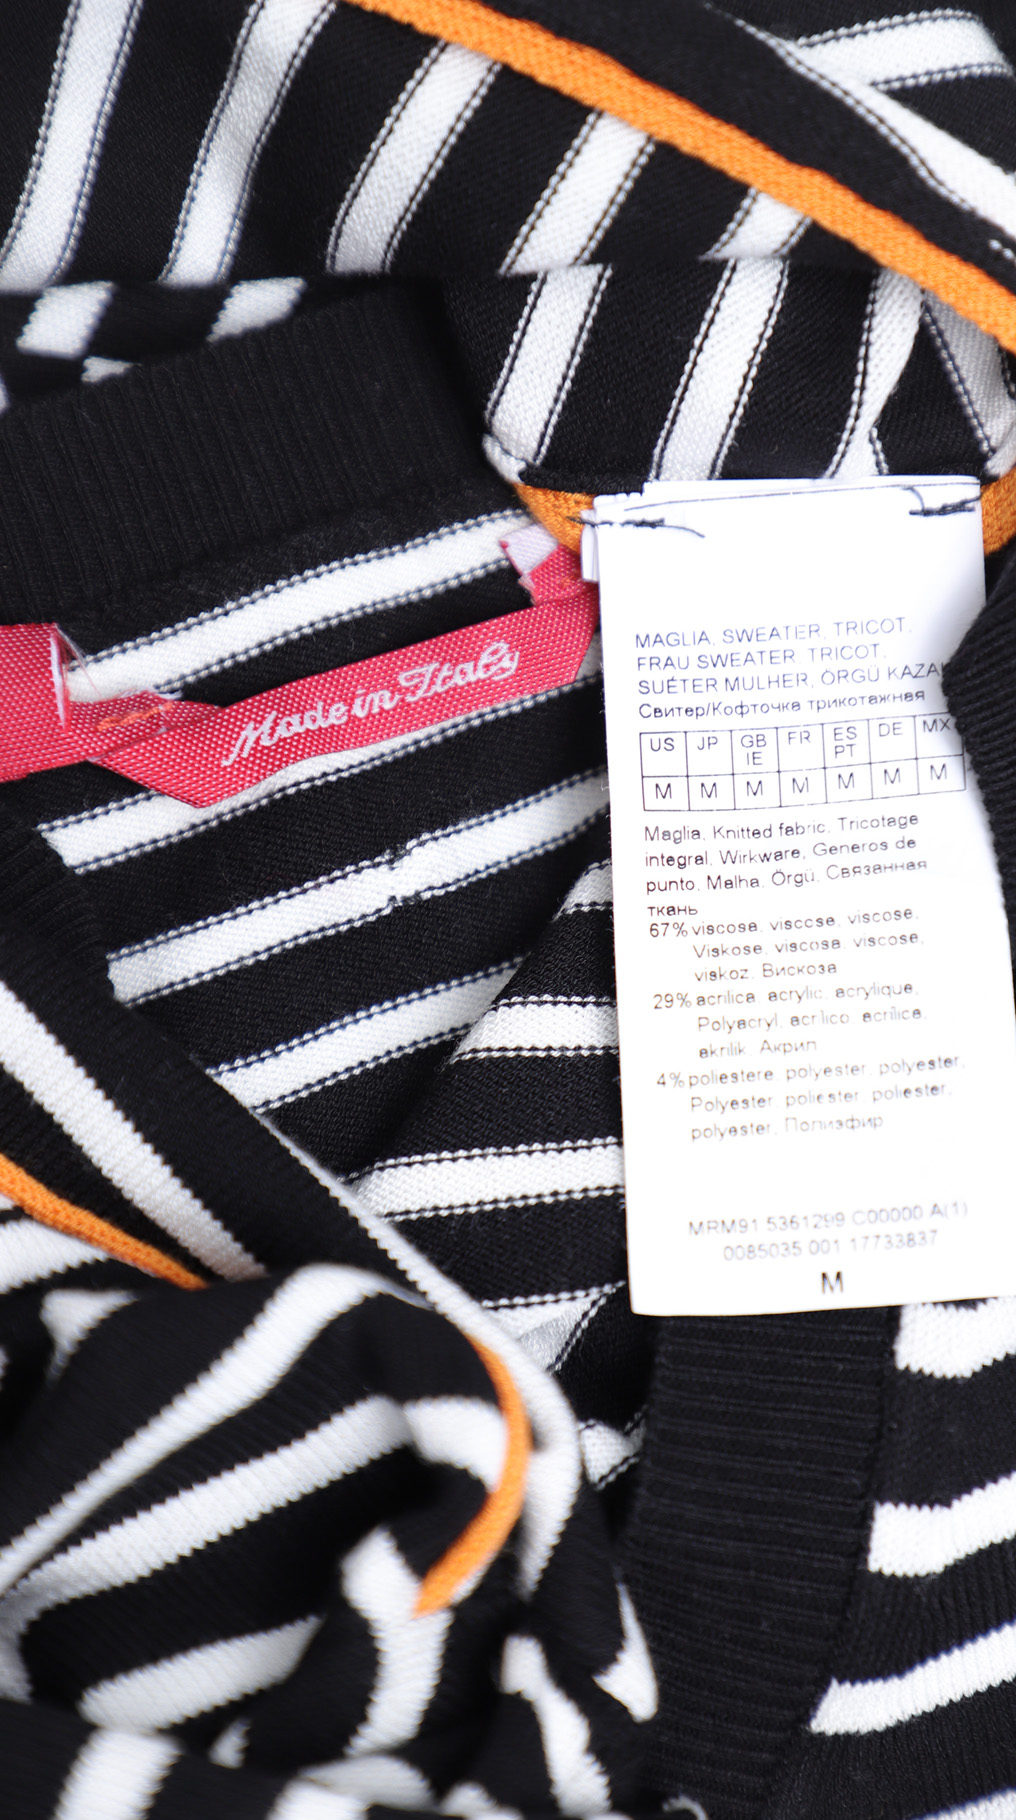 Made in Italy
MAGLIA, SWEATER, TRICOT,
FRAU SWEATER, TRICOT,
SUÉTER MULHER, ÖRGÜ
Свитер/Кофточка трикотажная
US JP GB IE FR ES PT DE MX
M M M M M M M
Maglia, Knitted fabric, Tricotage
integral, Wirkware, Generos de
punto, Malha, Örgü, Связанная
ткань
67% viscosa, viscose, viscose,
Viskose, viscosa, viscose,
viskoz, Вискоза
29% acrilica, acrylic, acrylique,
Polyacryl, acrilico, acrílica,
akrilik, Акрил
4% poliestere, polyester, polyester,
Polyester, poliester, poliester,
polyester, Полиэфир
MRM91 5361299 C00000 A(1)
0085035 001 17733837
M